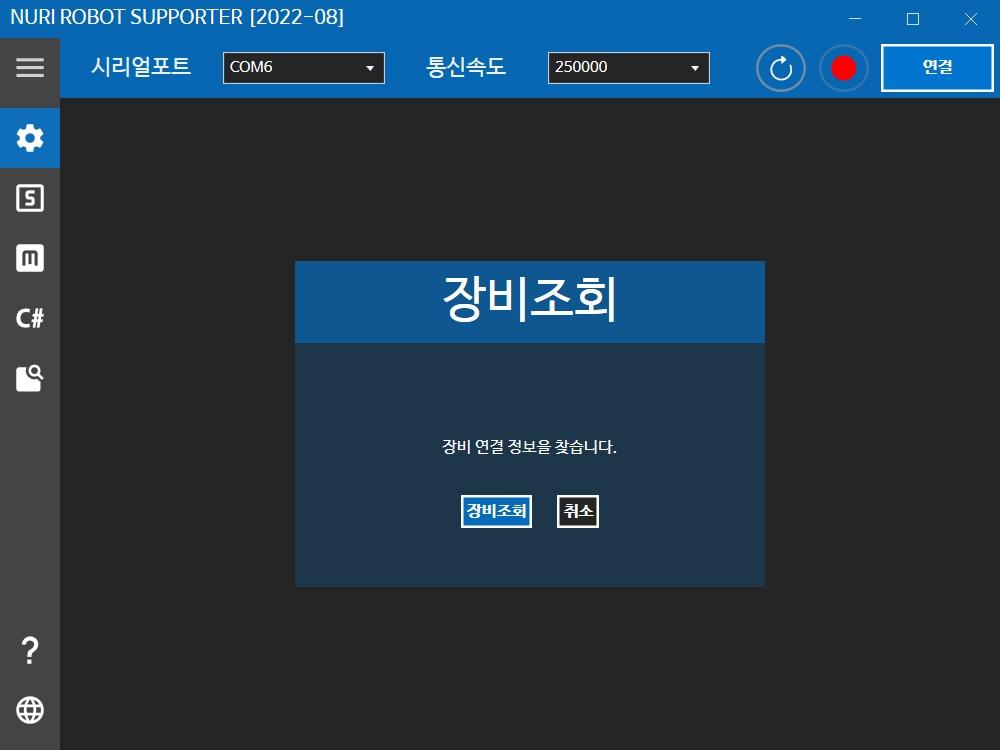 NURI ROBOT SUPPORTER [2022-08]
시리얼포트 COM6 통신속도 250000 연결
S
m
C#
장비조회
장비 연결 정보을 찾습니다.
장비조회 취소
?